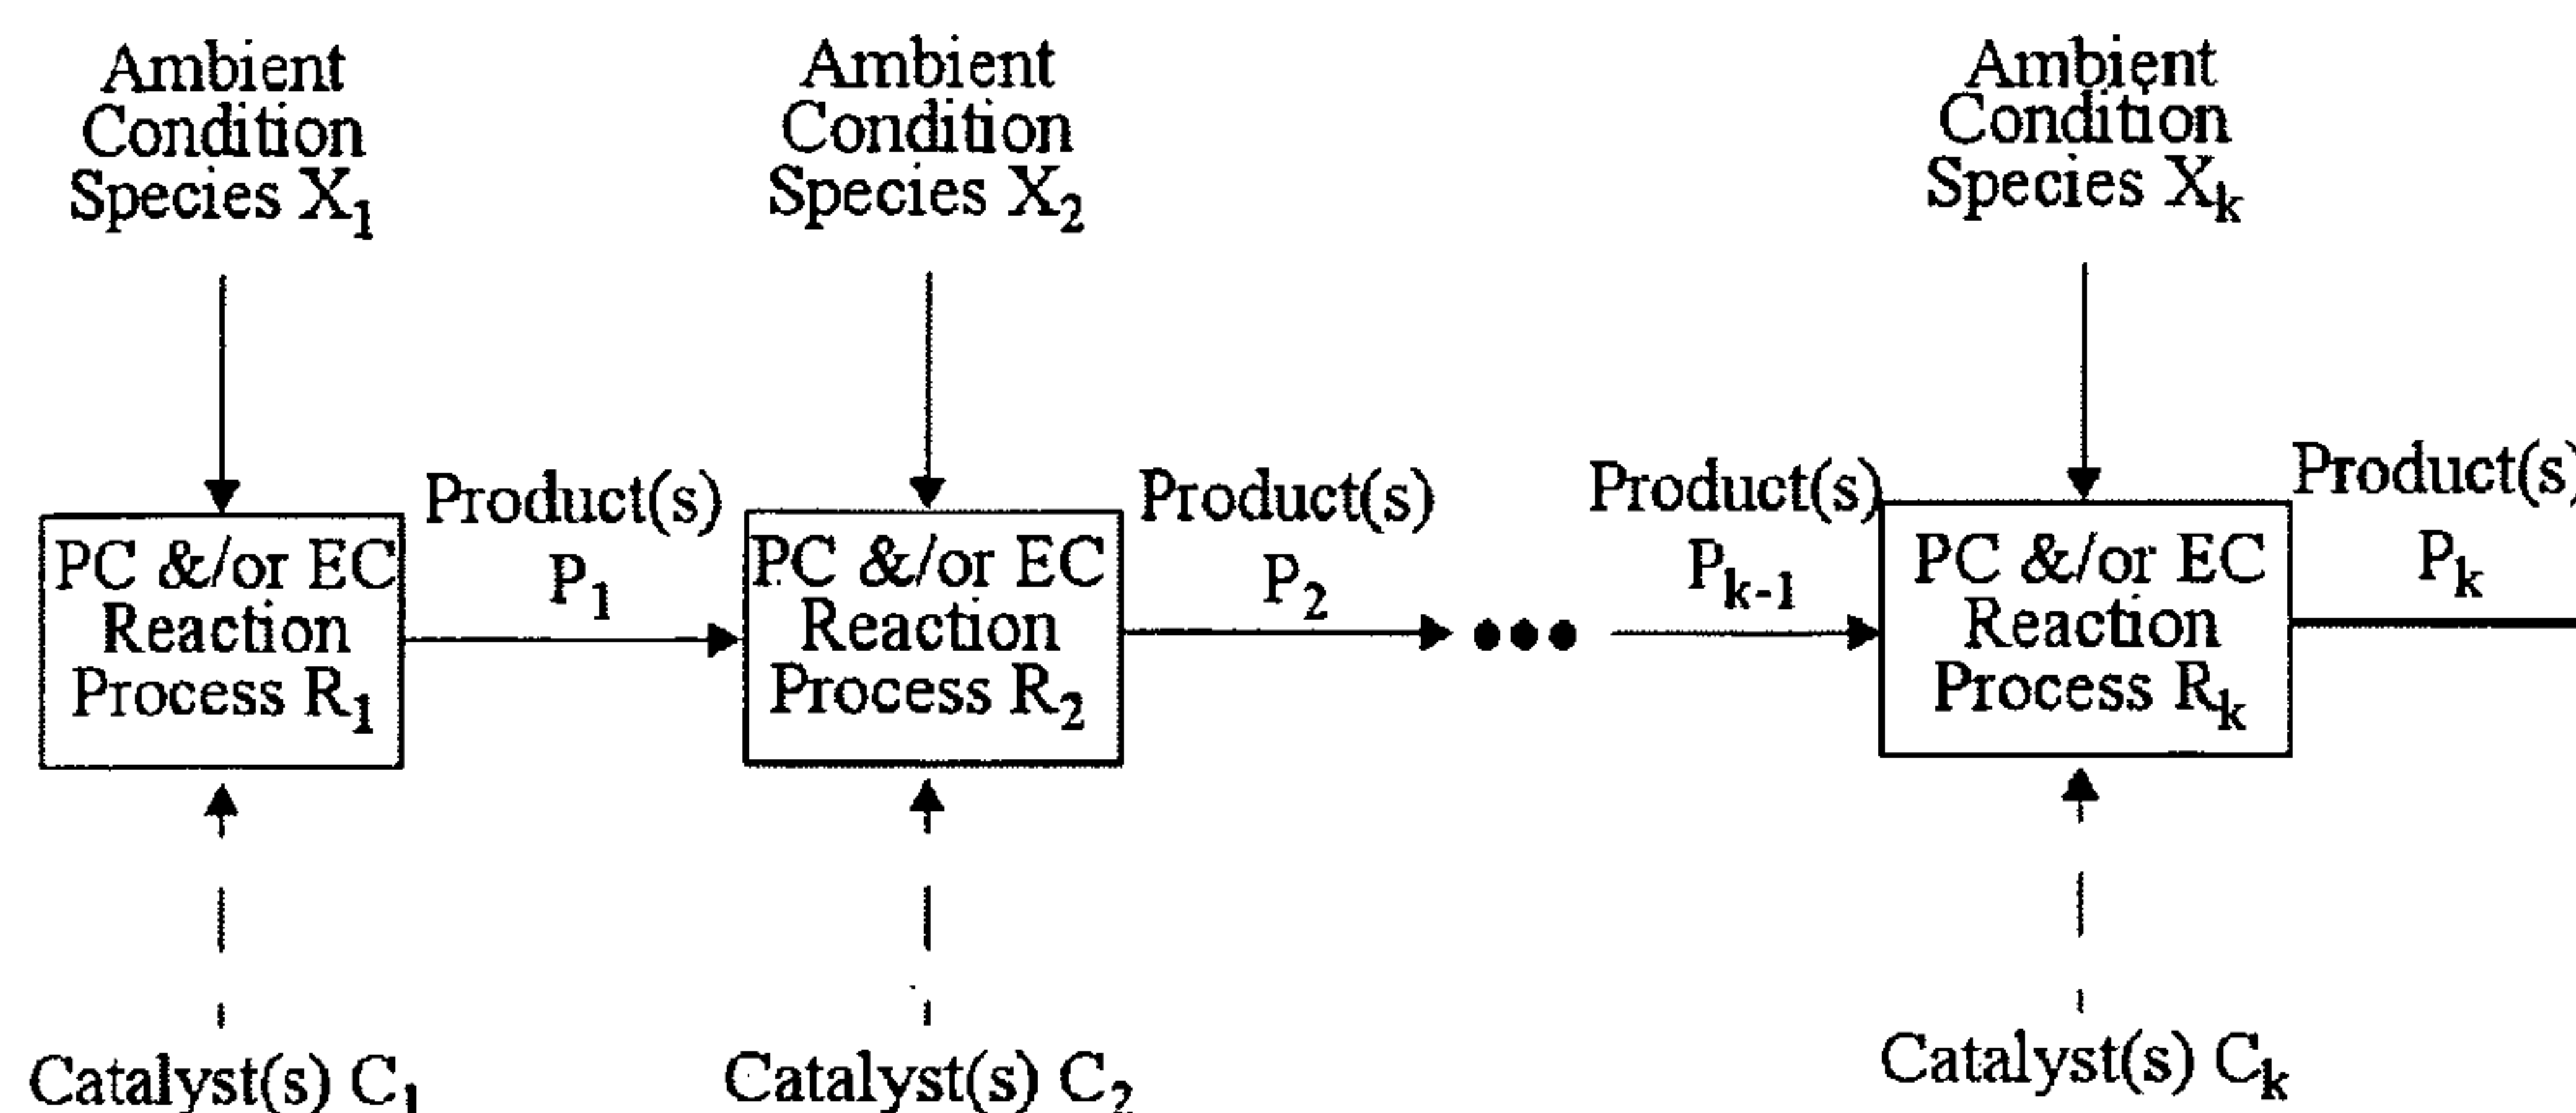 Ambient
Condition
Species X₁
Ambient
Condition
Species X₂
Ambient
Condition
Species Xₖ
PC &/or EC
Reaction
Process R₁
Product(s)
P₁
PC &/or EC
Reaction
Process R₂
Product(s)
P₂
•••
Product(s)
Pₖ₋₁
PC &/or EC
Reaction
Process Rₖ
Product(s)
Pₖ
Catalyst(s) C₁
Catalyst(s) C₂
Catalyst(s) Cₖ